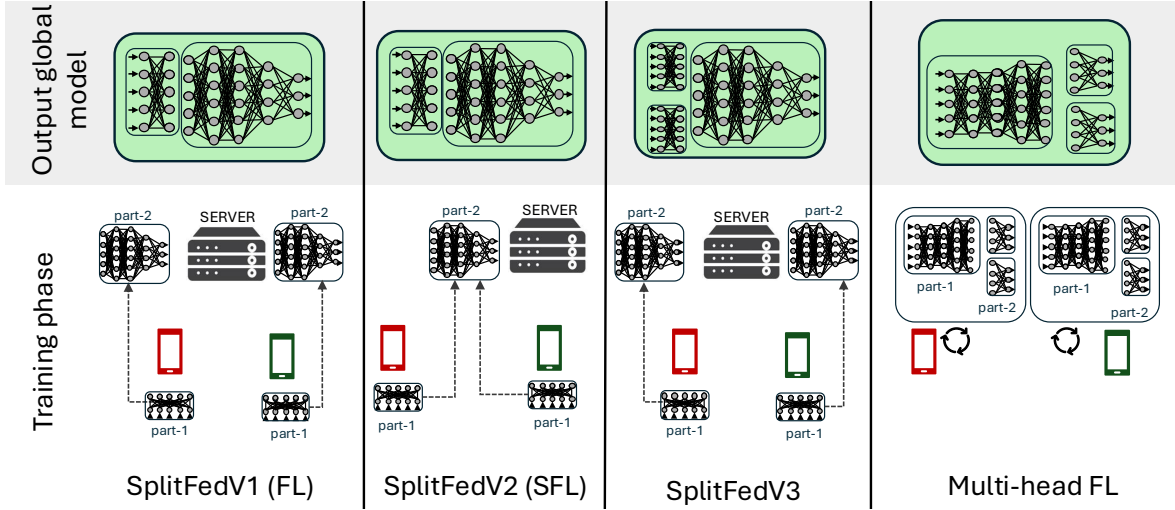 Output global
model
Training phase
part-2
SERVER
part-2
part-1
part-1
SplitFedV1 (FL)
part-2
SERVER
part-1
part-1
SplitFedV2 (SFL)
part-2
SERVER
part-2
part-1
part-1
SplitFedV3
part-1
part-2
part-1
part-2
Multi-head FL